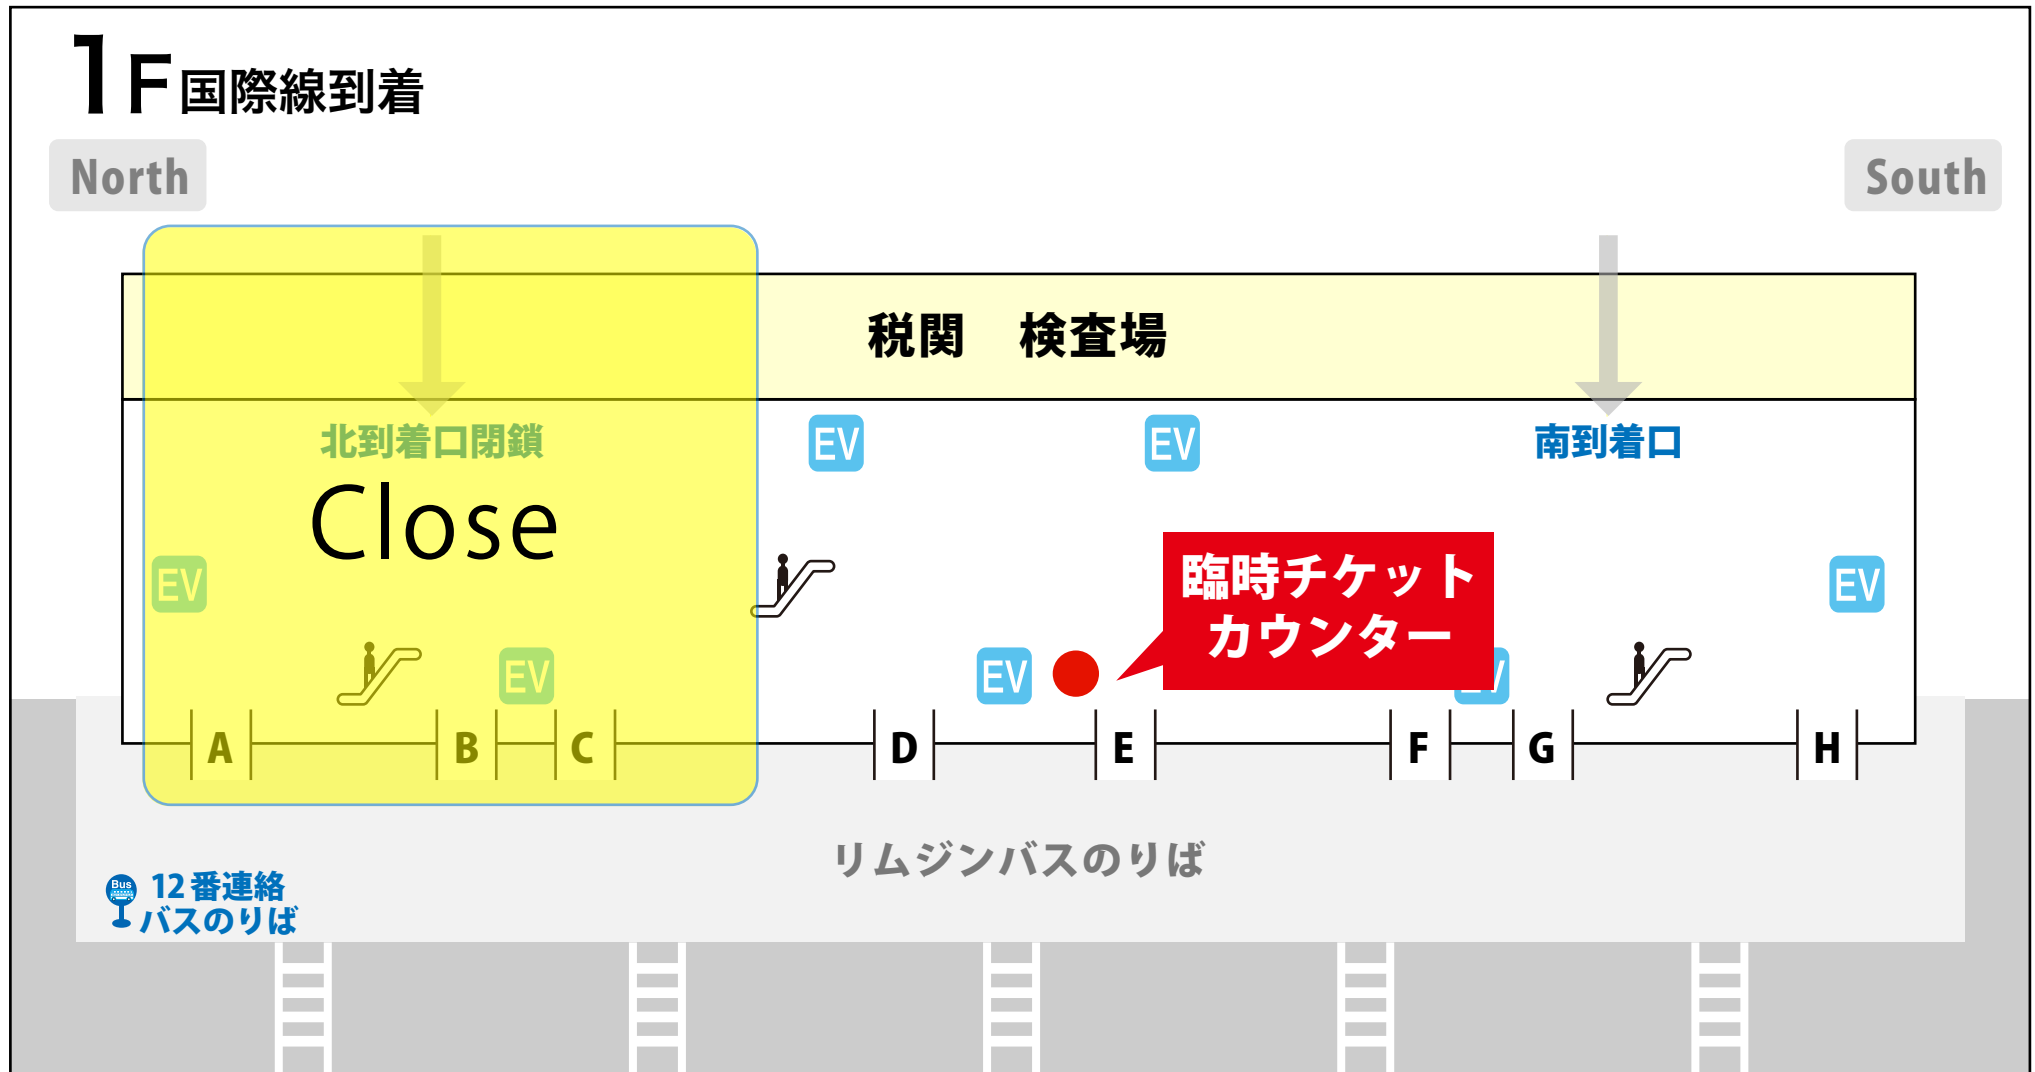 1F国際線到着
North
South
税関　検査場
北到着口閉鎖
Close
南到着口
EV
EV
EV
EV
EV
EV
EV
臨時チケット
カウンター
A
B
C
D
E
F
G
H
リムジンバスのりば
Bus
12番連絡
バスのりば